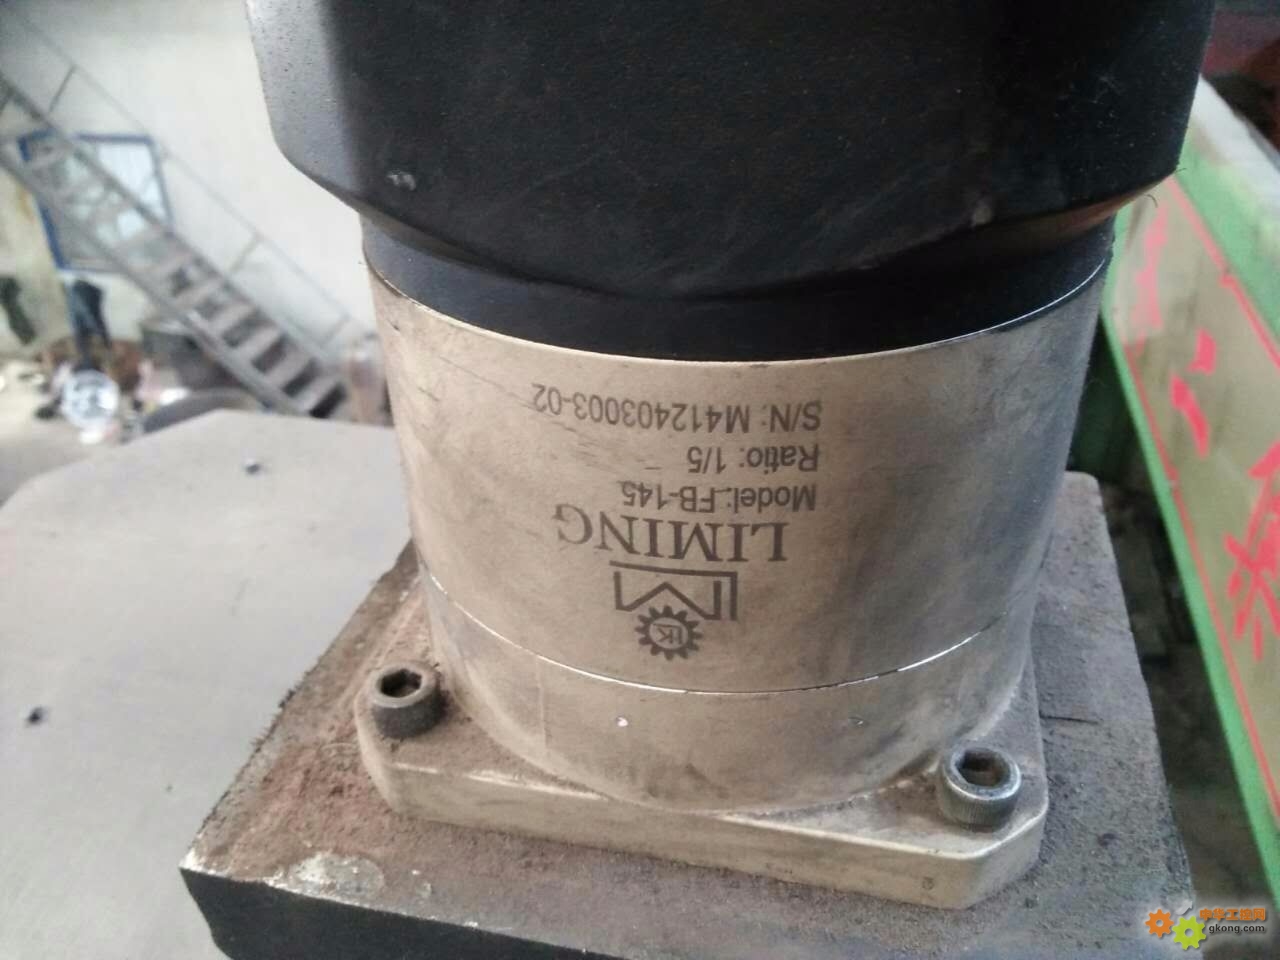 LIMING
Model: FB-145
Ratio: 1/5
S/N: M412403003-02
中华工控网
gkong.com